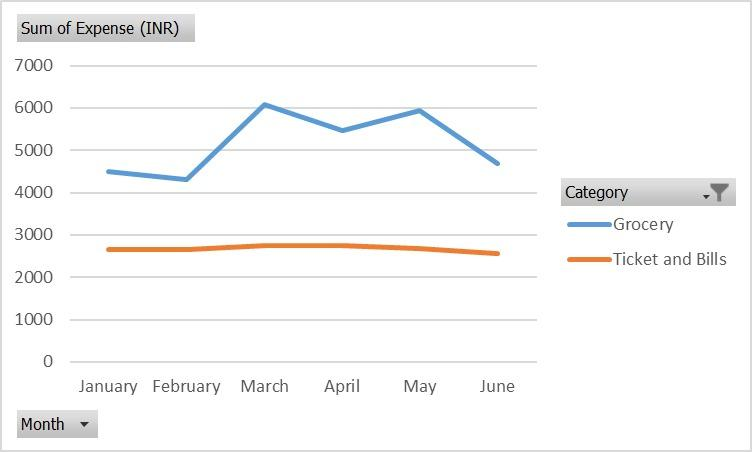 Sum of Expense (INR)
7000
6000
5000
4000
3000
2000
1000
0
January February March April May June
Category
Grocery
Ticket and Bills
Month